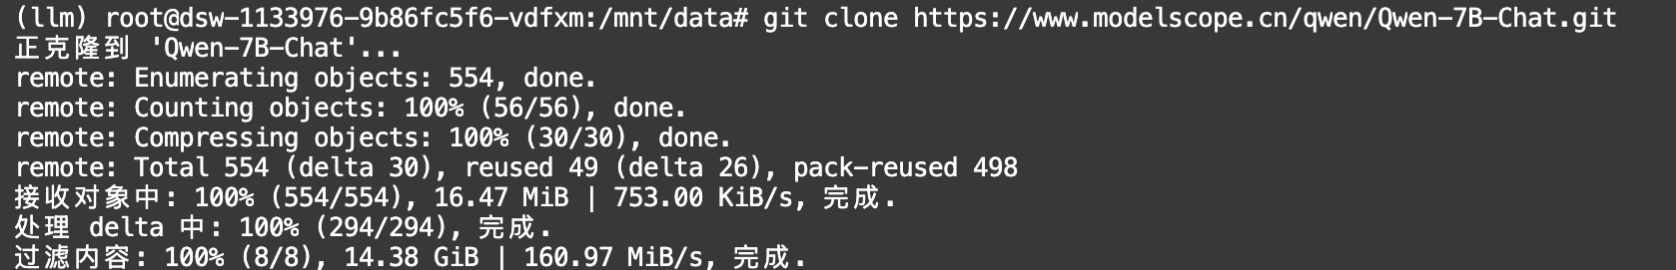 (llm) root@dsw-1133976-9b86fc5f6-vdfxm:/mnt/data# git clone https://www.modelscope.cn/qwen/Qwen-7B-Chat.git
正克隆到 'Qwen-7B-Chat'...
remote: Enumerating objects: 554, done.
remote: Counting objects: 100% (56/56), done.
remote: Compressing objects: 100% (30/30), done.
remote: Total 554 (delta 30), reused 49 (delta 26), pack-reused 498
接收对象中: 100% (554/554), 16.47 MiB | 753.00 KiB/s, 完成.
处理 delta 中: 100% (294/294), 完成.
过滤内容: 100% (8/8), 14.38 GiB | 160.97 MiB/s, 完成.